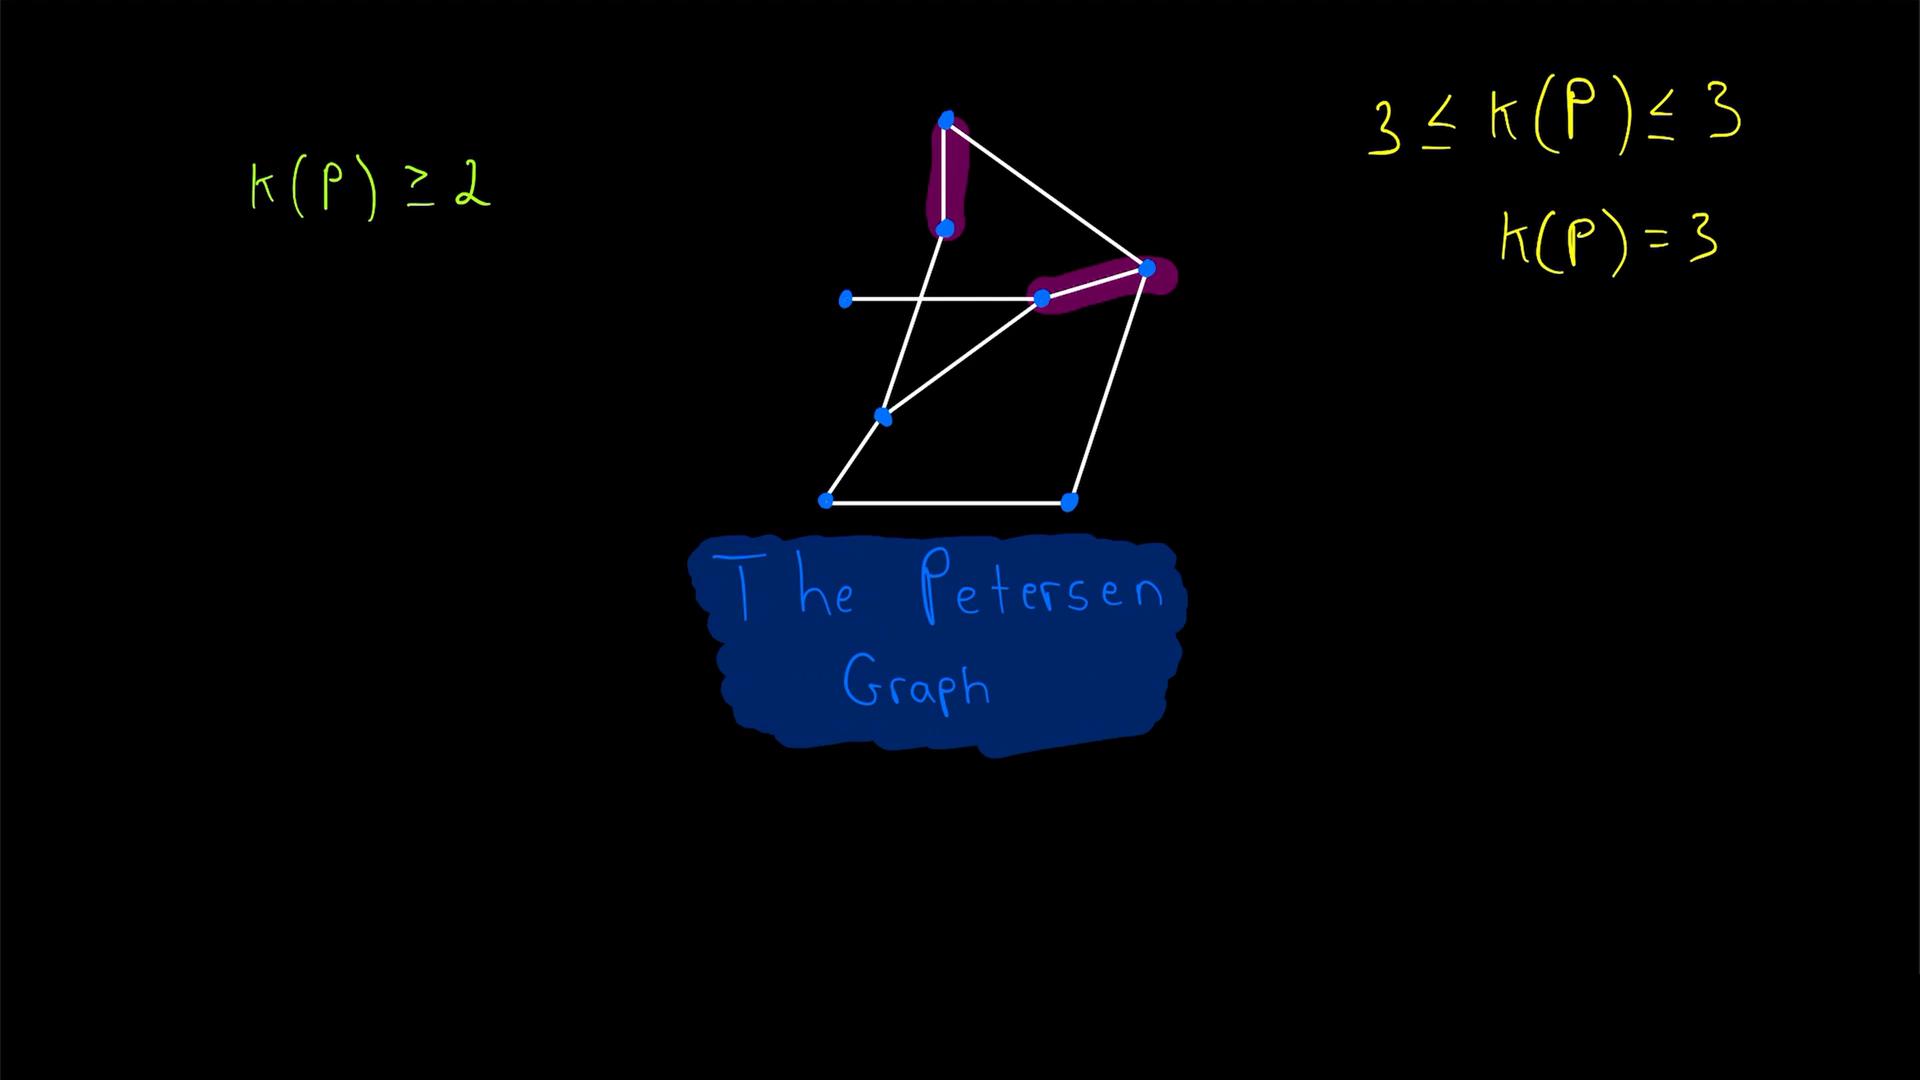 K(P) ≥ 2
3 ≤ K(P) ≤ 3
K(P) = 3
The Petersen
Graph